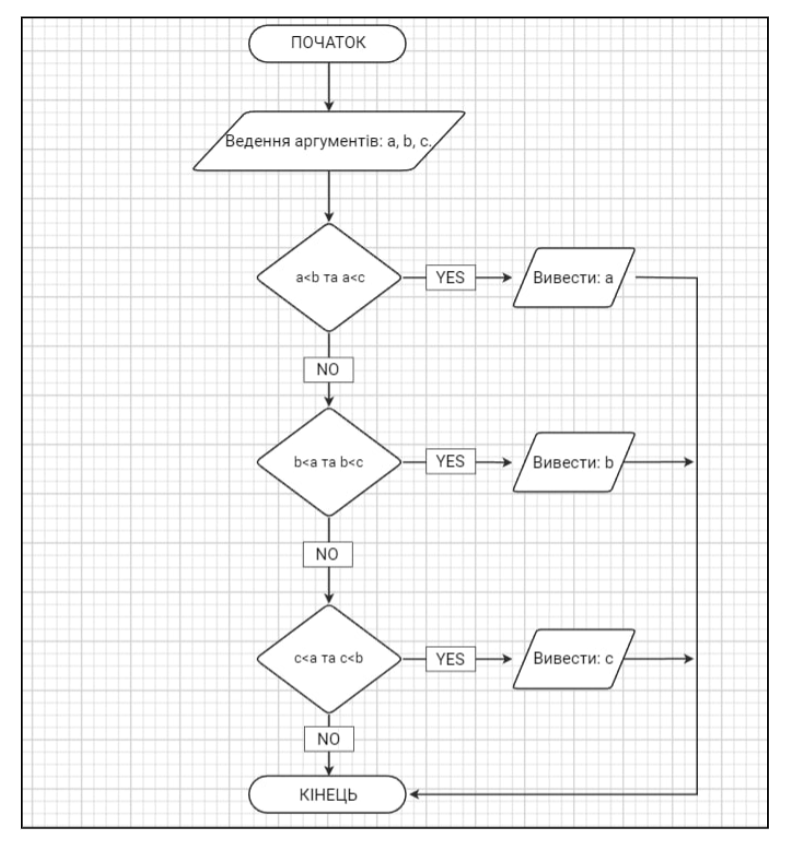 ПОЧАТОК
Ведення аргументів: a, b, c.
a<b та a<c
YES
Вивести: a
NO
b<a та b<c
YES
Вивести: b
NO
c<a та c<b
YES
Вивести: c
NO
КІНЕЦЬ